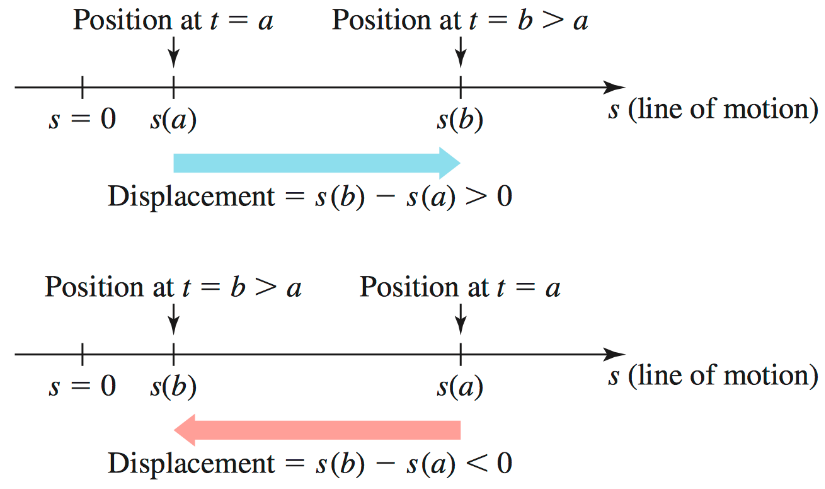 Position at t = a Position at t = b > a
s = 0 s(a) s(b) s (line of motion)
Displacement = s(b) − s(a) > 0
Position at t = b > a Position at t = a
s = 0 s(b) s(a) s (line of motion)
Displacement = s(b) − s(a) < 0